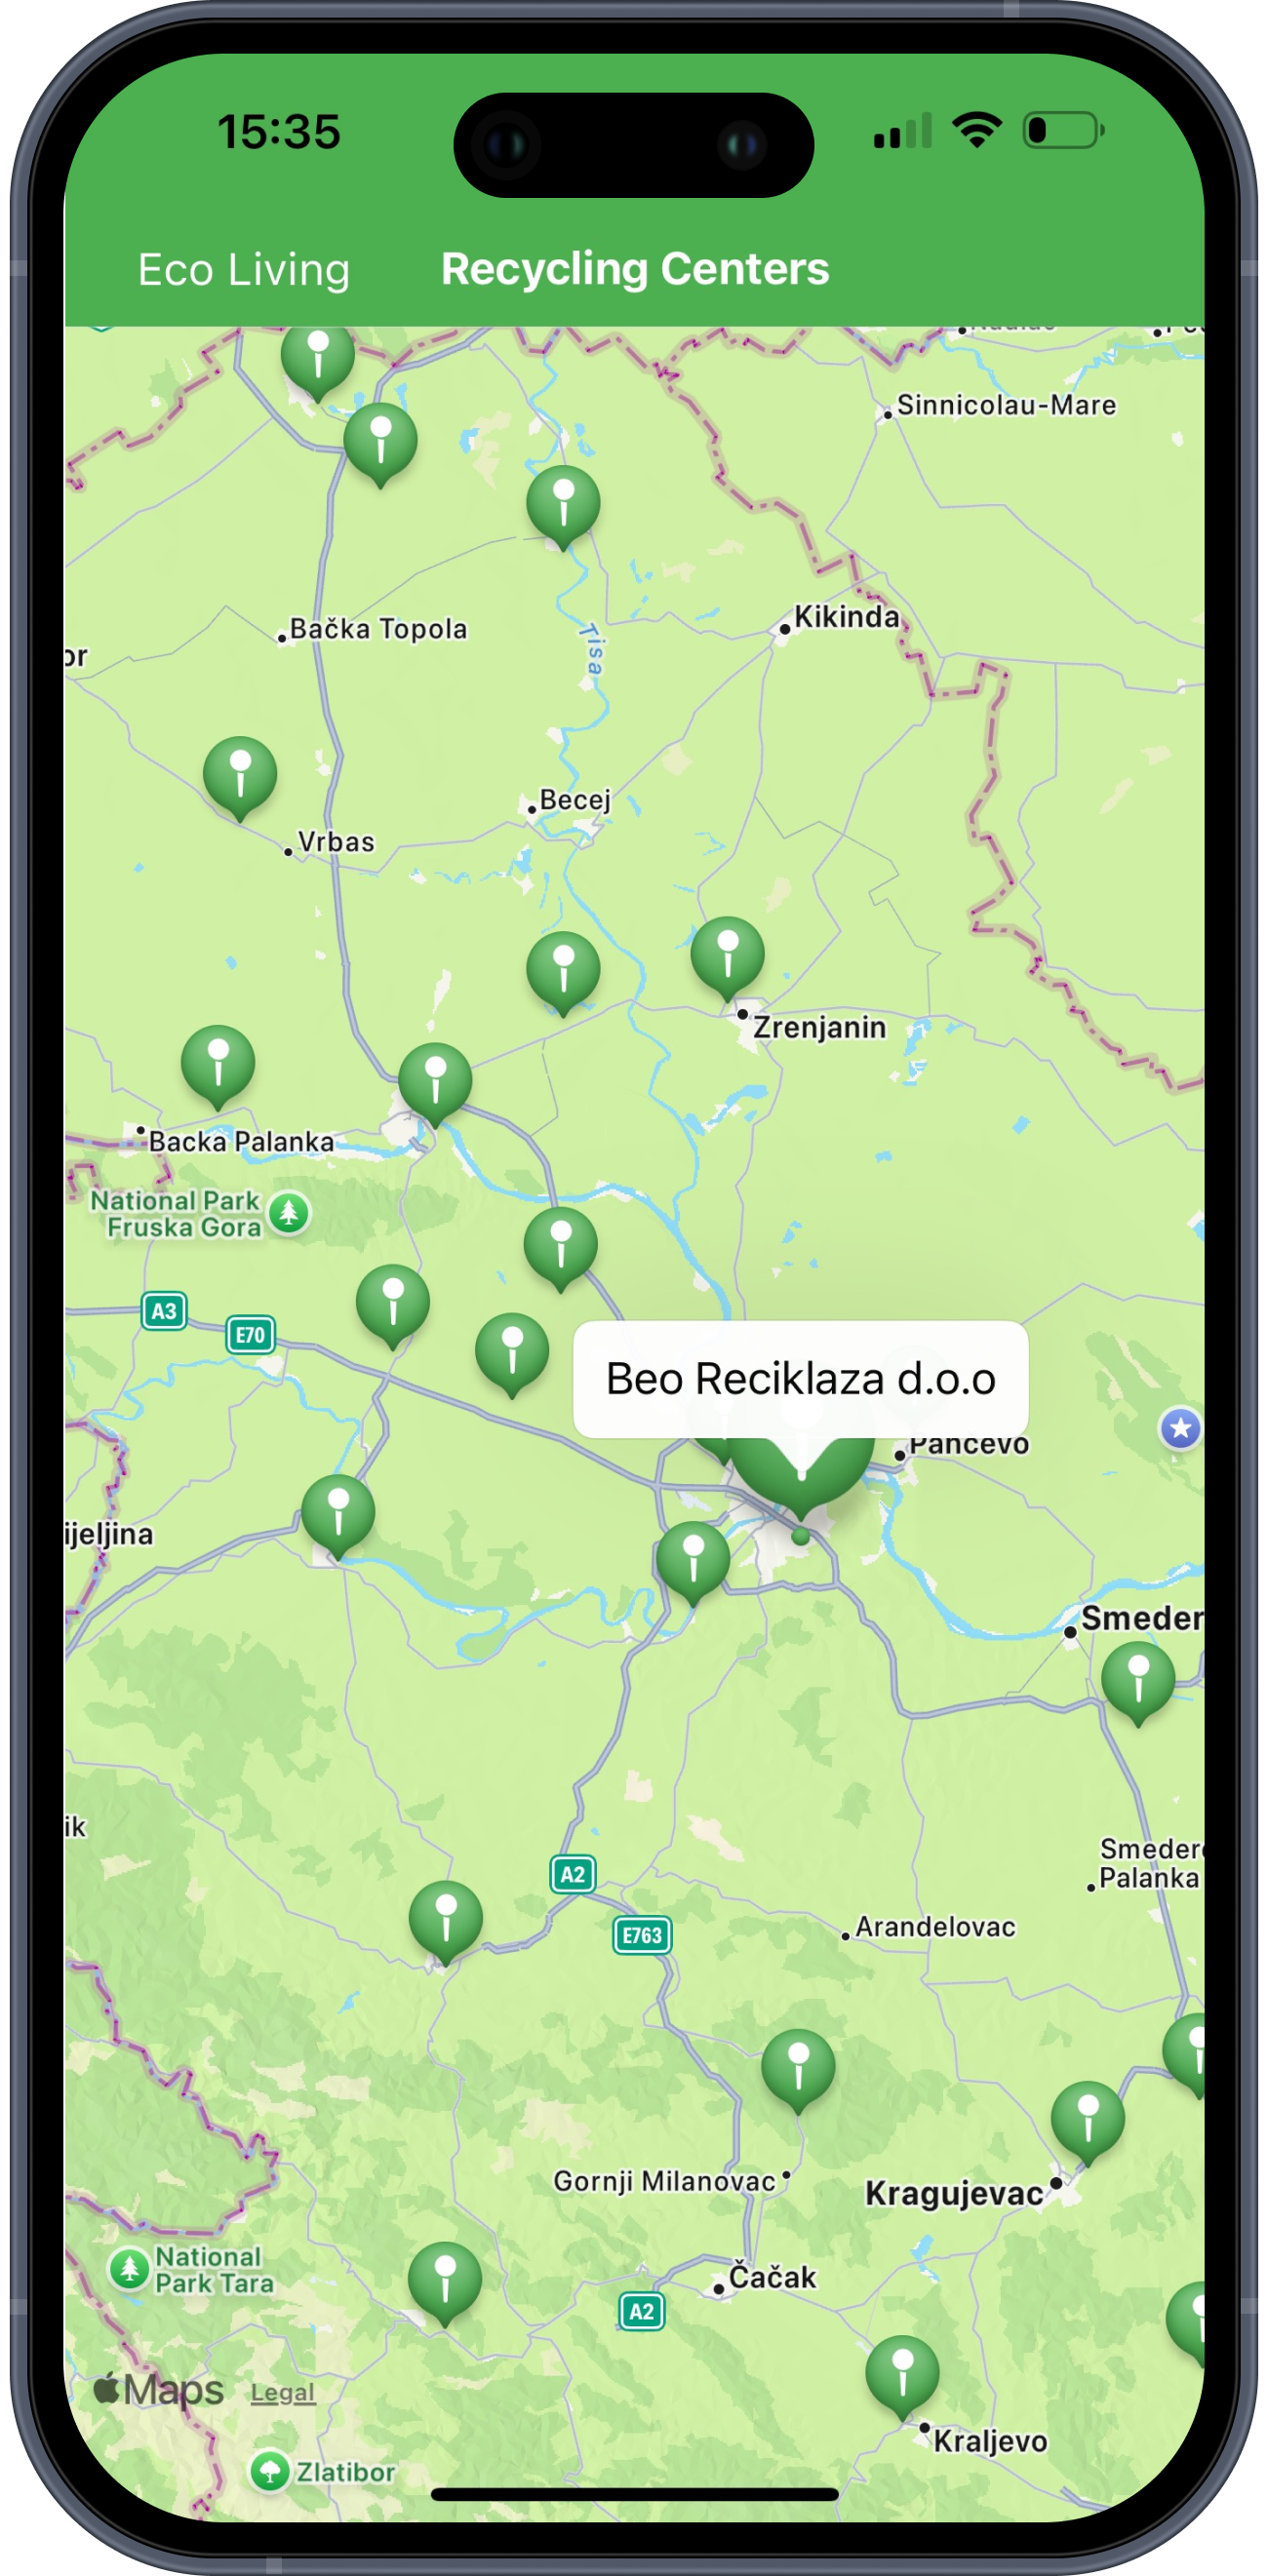 15:35
Eco Living
Recycling Centers
Sinnicolau-Mare
Kikinda
Bačka Topola
or
Tisa
Becej
Vrbas
Zrenjanin
Backa Palanka
National Park
Fruska Gora
A3
E70
Beo Reciklaza d.o.o
Pancevo
ijeljina
Smeder
ik
Smeder
Palanka
A2
E763
Arandelovac
Gornji Milanovac
Kragujevac
National
Park Tara
Čačak
A2
Maps
Legal
Kraljevo
Zlatibor